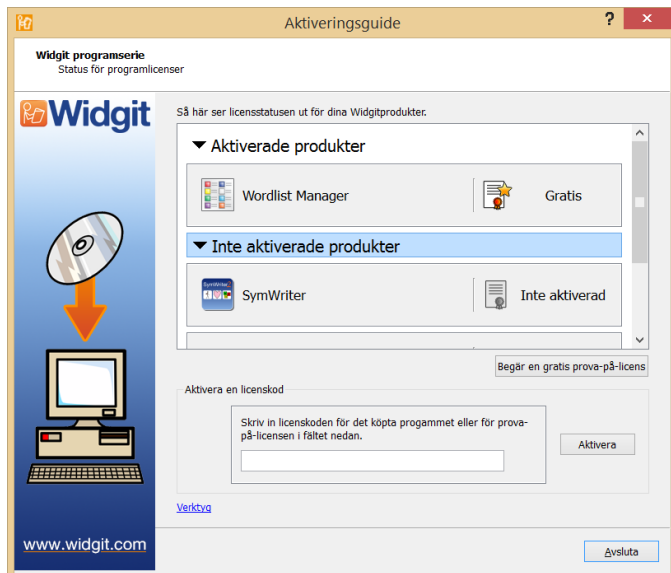 Aktiveringsguide
?
Widgit programserie
Status för programlicenser
Widgit
Så här ser licensstatusen ut för dina Widgitprodukter.
Aktiverade produkter
Wordlist Manager
Gratis
Inte aktiverade produkter
SymWriter
Inte aktiverad
Begär en gratis prova-på-licens
Aktivera en licenskod
Skriv in licenskoden för det köpta progammet eller för prova-
på-licensen i fältet nedan.
Aktivera
Verktyg
www.widgit.com
Avsluta